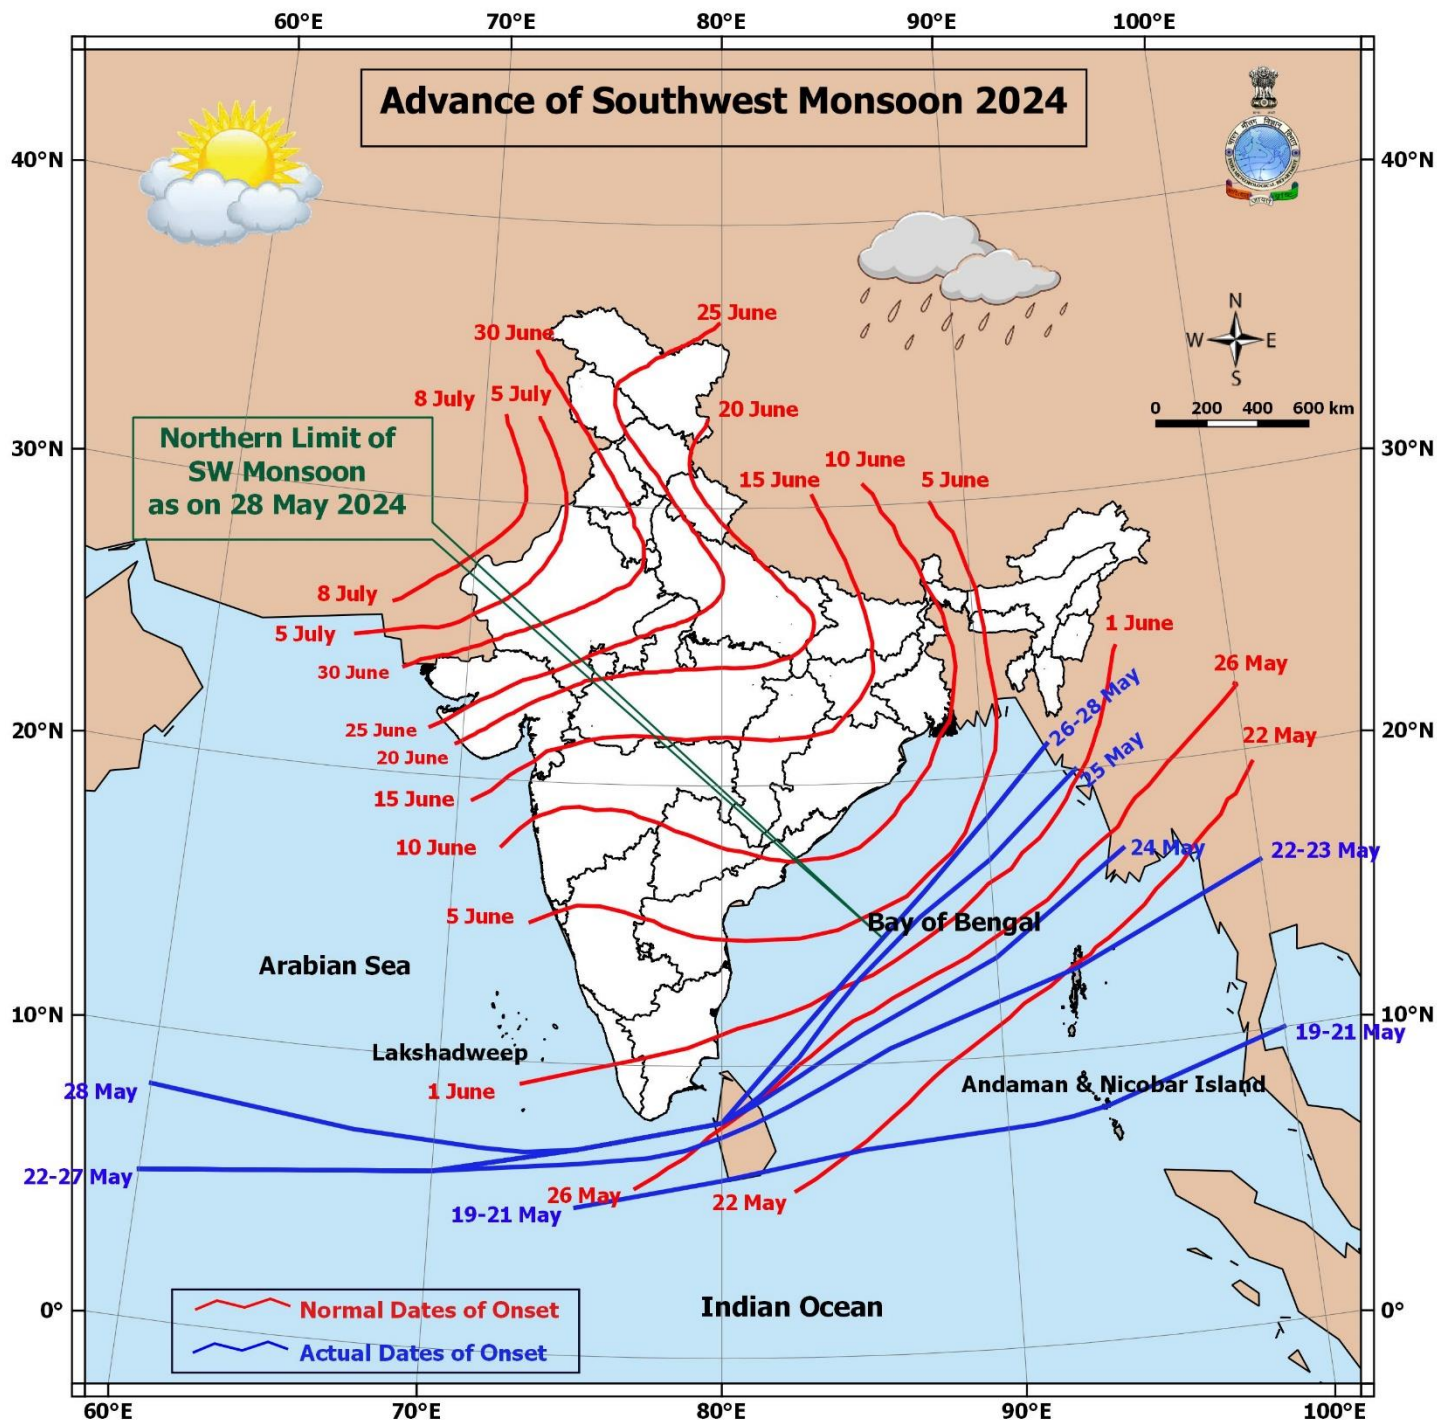 60°E 70°E 80°E 90°E 100°E
Advance of Southwest Monsoon 2024
40°N 40°N
N
W E
S
0 200 400 600 km
25 June
30 June
8 July 5 July
20 June
Northern Limit of
SW Monsoon
as on 28 May 2024
30°N 30°N
10 June
15 June 5 June
8 July
5 July
30 June
1 June
26 May
26-28 May
25 June
20 June
20°N 20°N
22 May
25 May
15 June
10 June
24 May 22-23 May
5 June
Bay of Bengal
Arabian Sea
10°N 10°N
19-21 May
Lakshadweep
Andaman & Nicobar Island
28 May
1 June
22-27 May
26 May 22 May
19-21 May
Indian Ocean
0° 0°
Normal Dates of Onset
Actual Dates of Onset
60°E 70°E 80°E 90°E 100°E